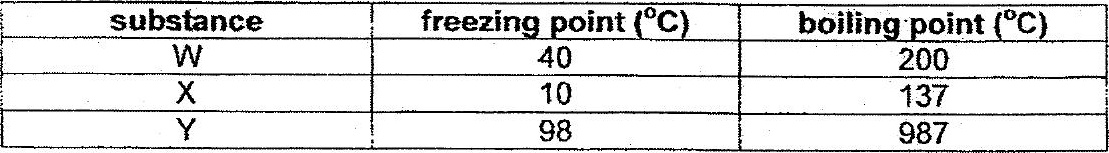 substance freezing point (°C) boiling point (°C)
W 40 200
X 10 137
Y 98 987